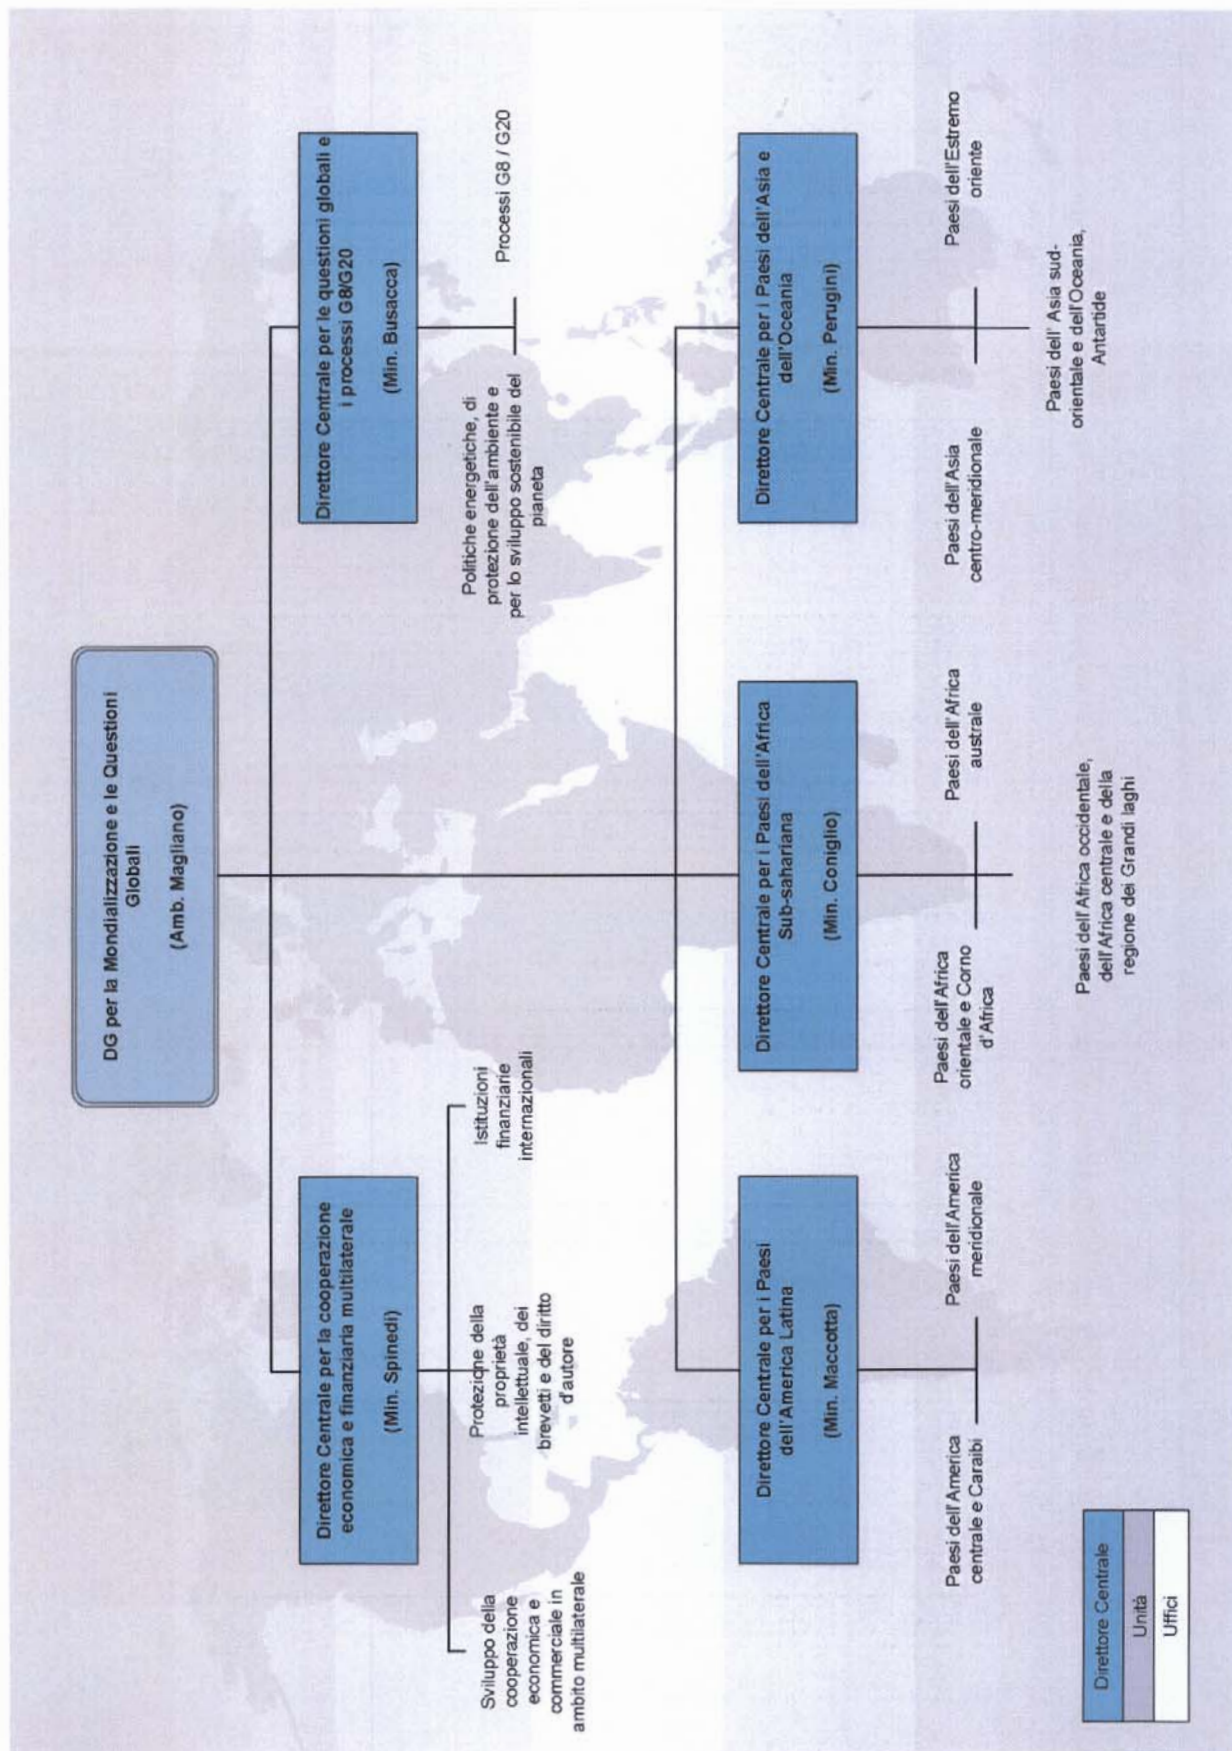 DG per la Mondializzazione e le Questioni
Globali
(Amb. Magliano)
Direttore Centrale per la cooperazione
economica e finanziaria multilaterale
(Min. Spinedi)
Direttore Centrale per le questioni globali e
i processi G8/G20
(Min. Busacca)
Sviluppo della
cooperazione
economica e
commerciale in
ambito multilaterale
Protezione della
proprietà
intellettuale, dei
brevetti e del diritto
d'autore
Istituzioni
finanziarie
internazionali
Politiche energetiche, di
protezione dell'ambiente e
per lo sviluppo sostenibile del
pianeta
Processi G8 / G20
Direttore Centrale per i Paesi
dell'America Latina
(Min. Maccotta)
Direttore Centrale per i Paesi dell'Africa
Sub-sahariana
(Min. Coniglio)
Direttore Centrale per i Paesi dell'Asia e
dell'Oceania
(Min. Perugini)
Paesi dell'America
centrale e Caraibi
Paesi dell'America
meridionale
Paesi dell'Africa
orientale e Corno
d'Africa
Paesi dell'Africa
australe
Paesi dell'Africa occidentale,
dell'Africa centrale e della
regione dei Grandi laghi
Paesi dell'Asia
centro-meridionale
Paesi dell'Estremo
oriente
Paesi dell' Asia sud-
orientale e dell'Oceania,
Antartide
Direttore Centrale
Unità
Uffici